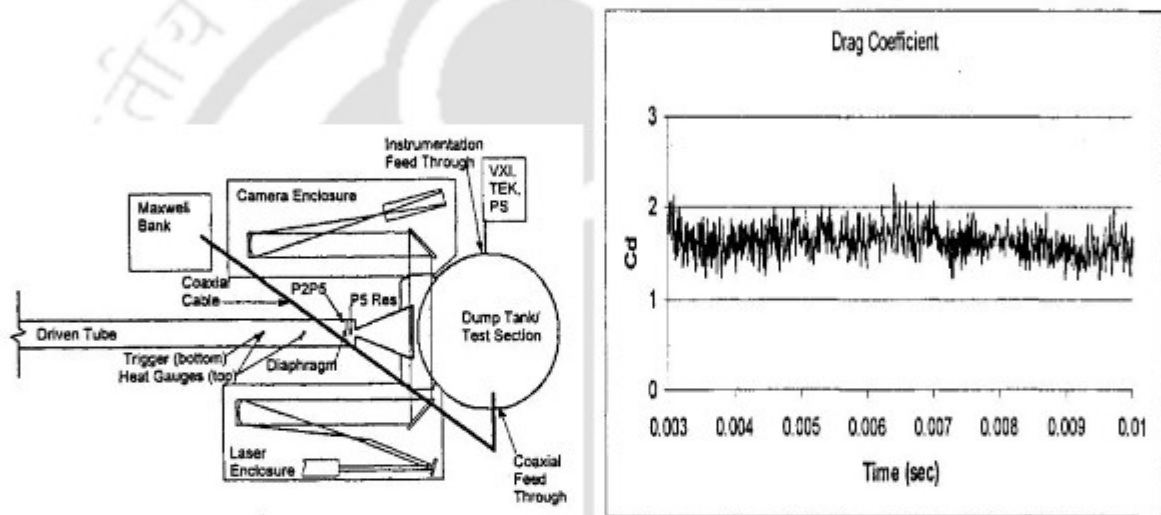 तीय
Instrumentation
Feed Through
VXI,
TEK,
PS
Camera Enclosure
Maxwell
Bank
Coaxial
Cable
P2P5
P5 Res
Driven Tube
Dump Tank/
Test Section
Trigger (bottom)
Heat Gauges (top)
Diaphragm
Laser
Enclosure
Coaxial
Feed
Through
Drag Coefficient
3
2
1
0
Cd
0.003 0.004 0.005 0.006 0.007 0.008 0.009 0.01
Time (sec)